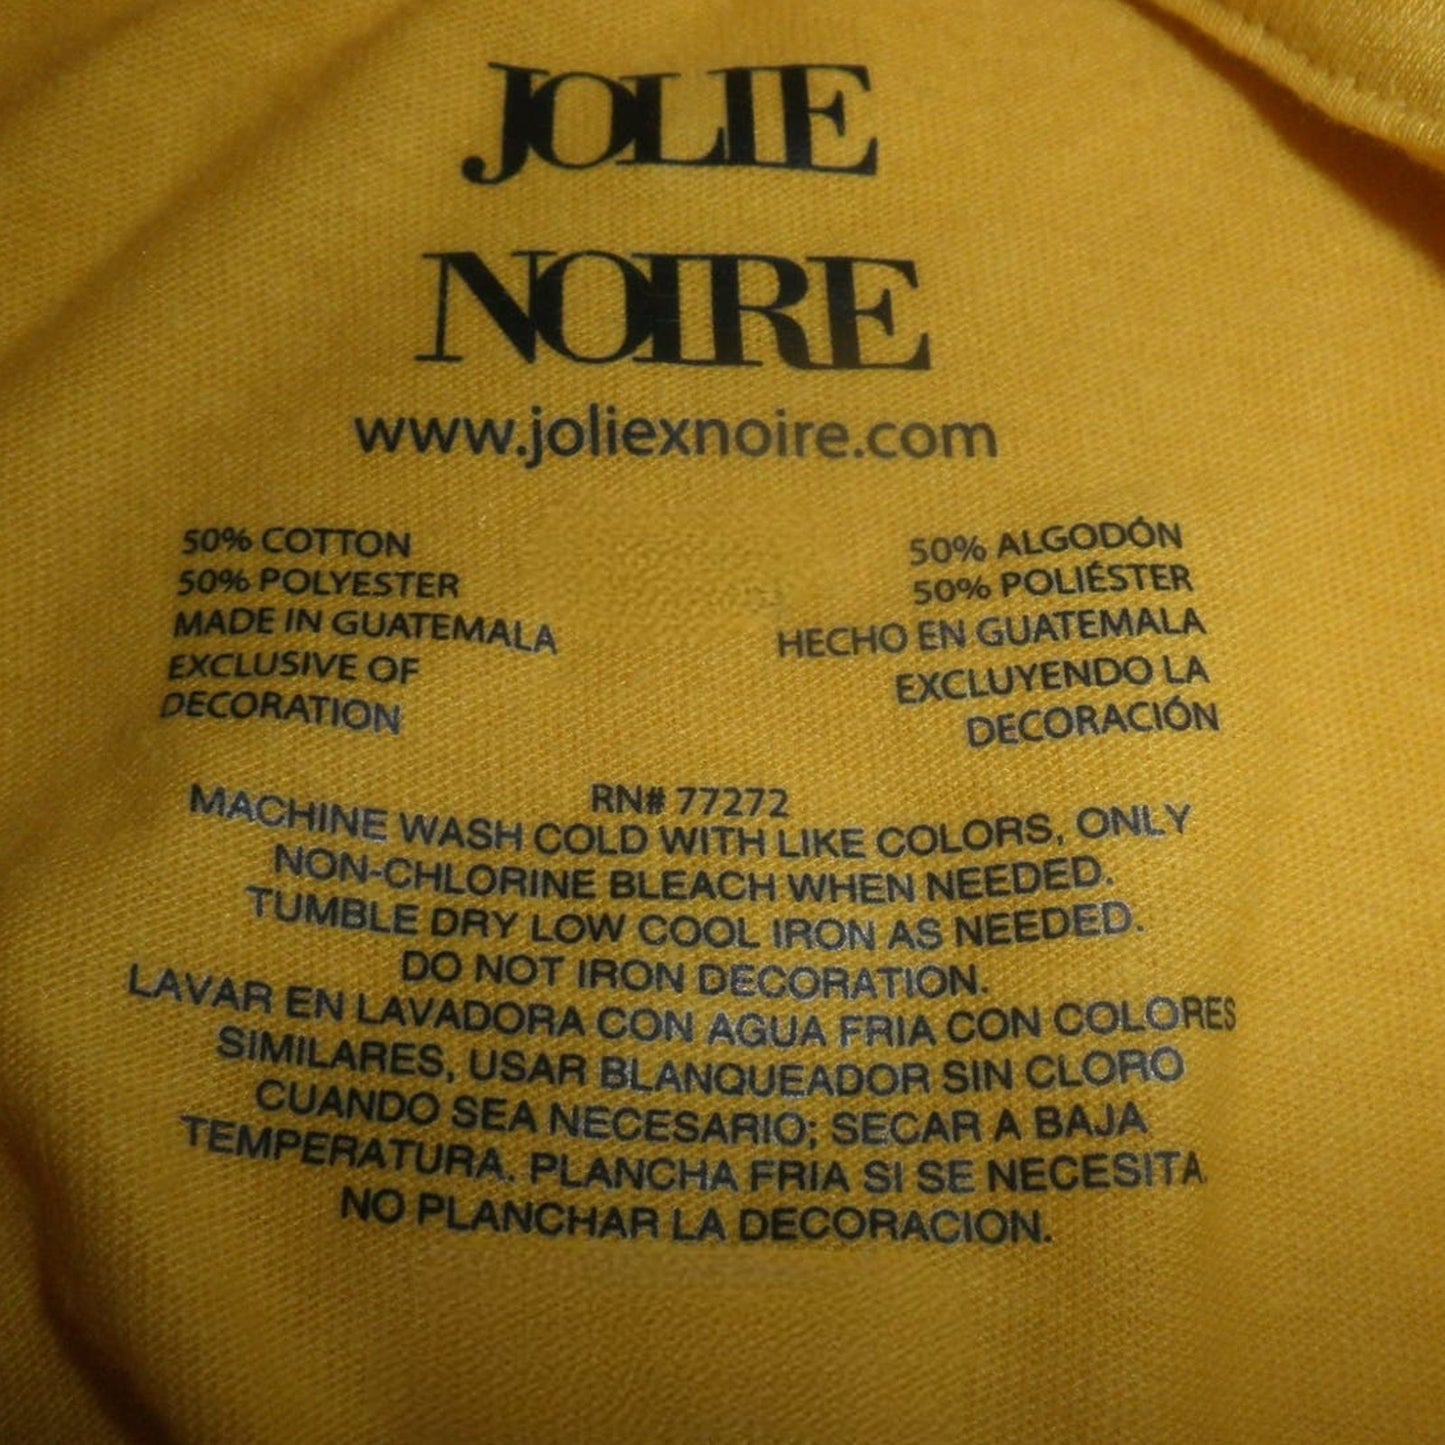 JOLIE
NOIRE
www.joliexnoire.com
50% COTTON
50% POLYESTER
MADE IN GUATEMALA
EXCLUSIVE OF
DECORATION
50% ALGODÓN
50% POLIÉSTER
HECHO EN GUATEMALA
EXCLUYENDO LA
DECORACIÓN
RN# 77272
MACHINE WASH COLD WITH LIKE COLORS, ONLY
NON-CHLORINE BLEACH WHEN NEEDED.
TUMBLE DRY LOW COOL IRON AS NEEDED.
DO NOT IRON DECORATION.
LAVAR EN LAVADORA CON AGUA FRIA CON COLORES
SIMILARES, USAR BLANQUEADOR SIN CLORO
CUANDO SEA NECESARIO; SECAR A BAJA
TEMPERATURA. PLANCHA FRIA SI SE NECESITA
NO PLANCHAR LA DECORACION.